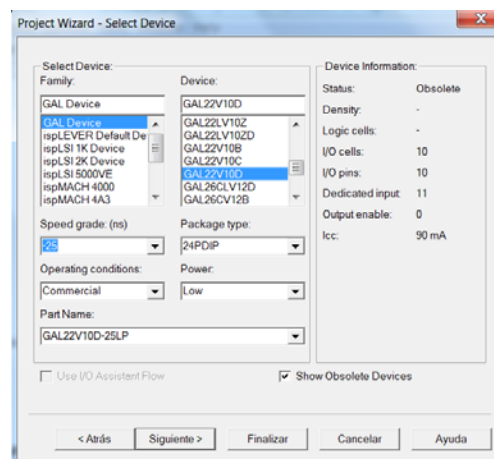 Project Wizard - Select Device
X
Select Device:
Family:
Device:
GAL Device
GAL22V10D
GAL Device
ispLEVER Default De
ispLSI 1K Device
ispLSI 2K Device
ispLSI 5000VE
ispMACH 4000
ispMACH 4A3
GAL22LV10Z
GAL22LV10ZD
GAL22V10B
GAL22V10C
GAL22V10D
GAL26CLV12D
GAL26CV12B
Speed grade: (ns)
Package type:
-25
24PDIP
Operating conditions:
Power:
Commercial
Low
Part Name:
GAL22V10D-25LP
Device Information:
Status: Obsolete
Density: -
Logic cells: -
I/O cells: 10
I/O pins: 10
Dedicated input: 11
Output enable: 0
Icc: 90 mA
Use I/O Assistent Flow
Show Obsolete Devices
< Atrás
Siguiente >
Finalizar
Cancelar
Ayuda